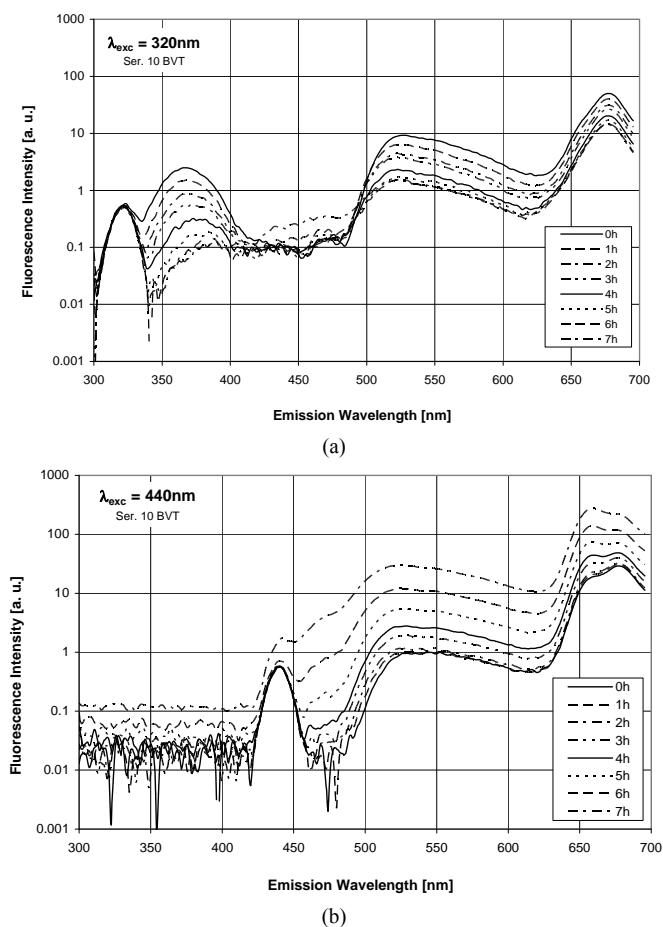 1000
λexc = 320nm
Ser. 10 BVT
100
10
1
0.1
0.01
0.001
Fluorescence Intensity [a. u.]
0h
1h
2h
3h
4h
5h
6h
7h
300 350 400 450 500 550 600 650 700
Emission Wavelength [nm]
(a)
1000
λexc = 440nm
Ser. 10 BVT
100
10
1
0.1
0.01
0.001
Fluorescence Intensity [a. u.]
0h
1h
2h
3h
4h
5h
6h
7h
300 350 400 450 500 550 600 650 700
Emission Wavelength [nm]
(b)